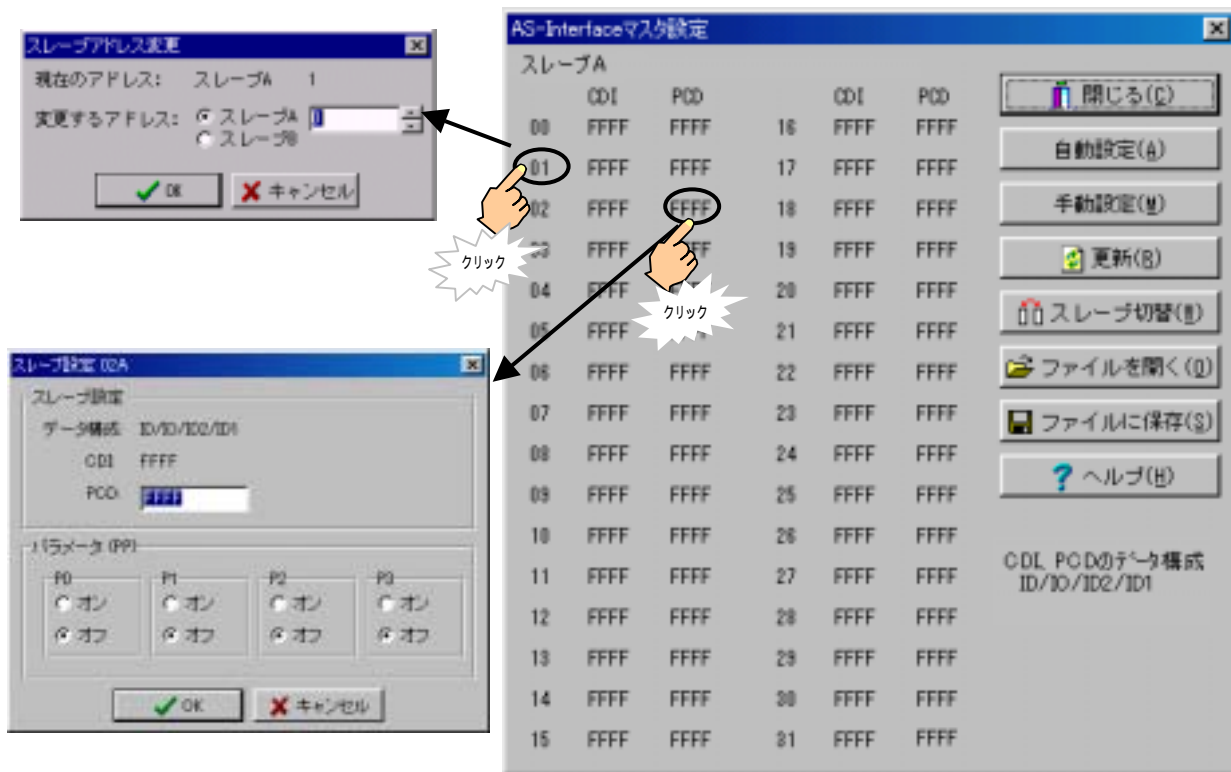 スレーブアドレス変更
現在のアドレス: スレーブA 1
変更するアドレス: スレーブA
スレーブB
OK キャンセル
クリック
スレーブ設定 02A
スレーブ設定
データ構成 ID/IO/ID2/ID1
CDI FFFF
PCD: FFFF
パラメータ (PP)
P0 P1 P2 P3
オン オン オン オン
オフ オフ オフ オフ
OK キャンセル
AS-Interfaceマスタ設定
スレーブA
CDI PCD CDI PCD
00 FFFF FFFF 16 FFFF FFFF
01 FFFF FFFF 17 FFFF FFFF
02 FFFF FFFF 18 FFFF FFFF
03 FFFF 19 FFFF FFFF
04 FFFF 20 FFFF FFFF
クリック
05 FFFF 21 FFFF FFFF
06 FFFF FFFF 22 FFFF FFFF
07 FFFF FFFF 23 FFFF FFFF
08 FFFF FFFF 24 FFFF FFFF
09 FFFF FFFF 25 FFFF FFFF
10 FFFF FFFF 26 FFFF FFFF
11 FFFF FFFF 27 FFFF FFFF
12 FFFF FFFF 28 FFFF FFFF
13 FFFF FFFF 29 FFFF FFFF
14 FFFF FFFF 30 FFFF FFFF
15 FFFF FFFF 31 FFFF FFFF
閉じる(C)
自動設定(A)
手動設定(M)
更新(R)
スレーブ切替(T)
ファイルを開く(O)
ファイルに保存(S)
ヘルプ(H)
CDI, PCDのデータ構成
ID/IO/ID2/ID1